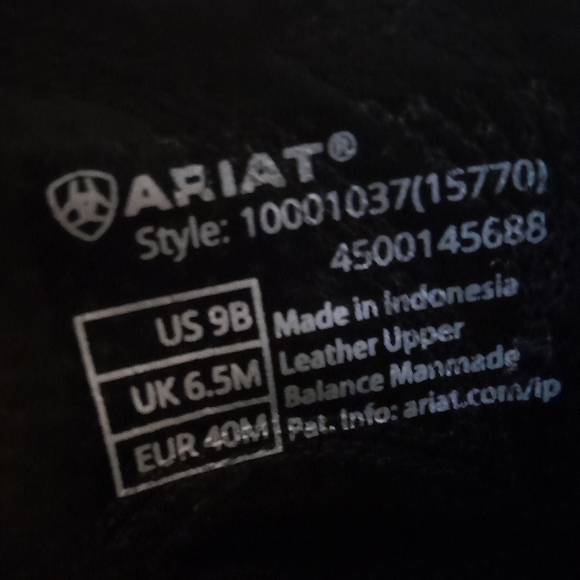 ARIAT®
Style: 10001037(15770)
4500145688
US 9B
UK 6.5M
EUR 40M
Made in Indonesia
Leather Upper
Balance Manmade
Pat. Info: ariat.com/ip